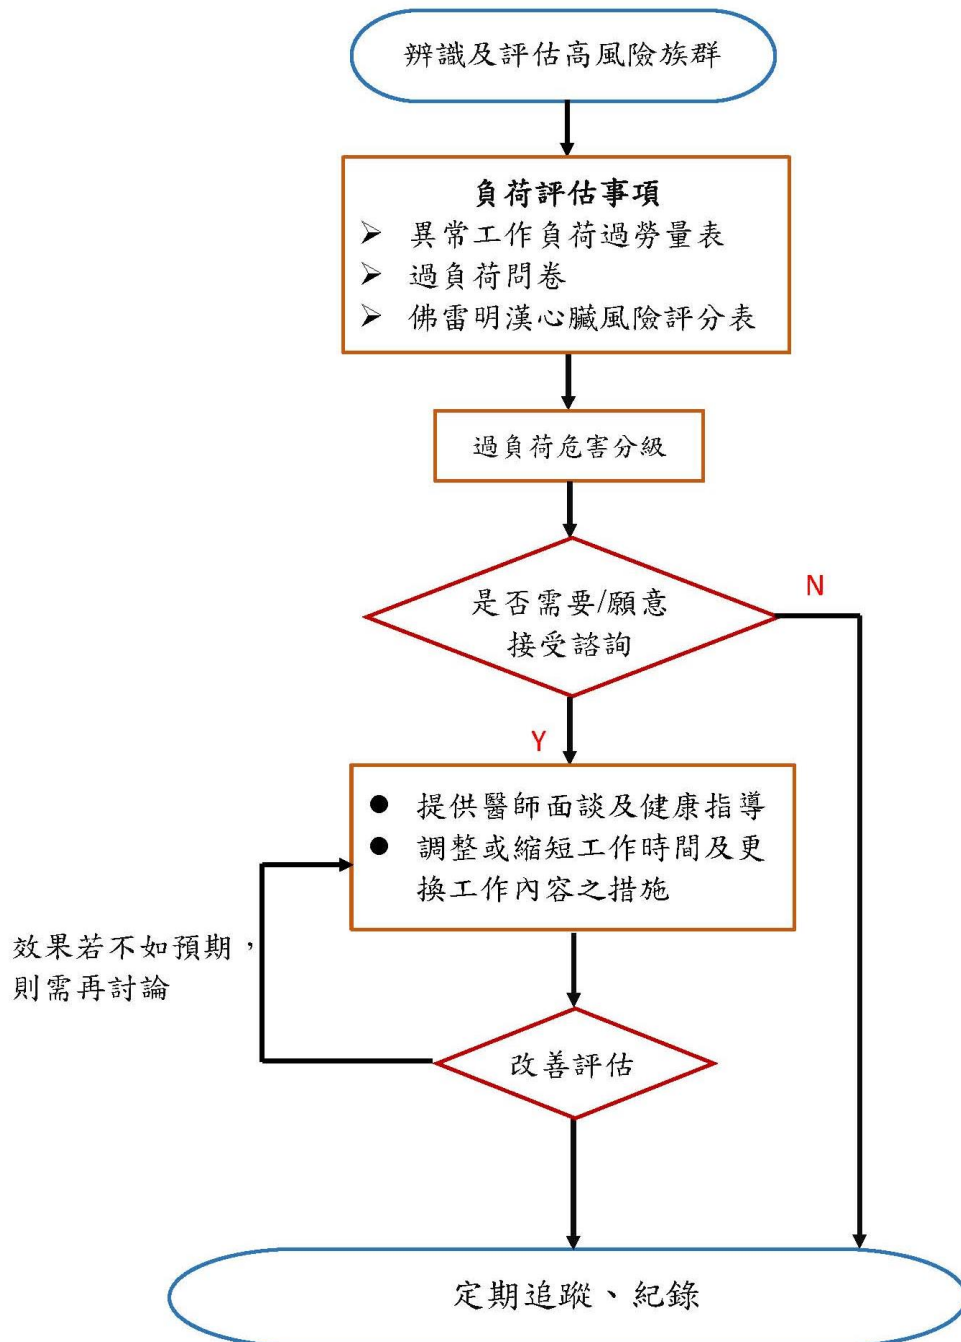 辨識及評估高風險族群
負荷評估事項
➢ 異常工作負荷過勞量表
➢ 過負荷問卷
➢ 佛雷明漢心臟風險評分表
過負荷危害分級
是否需要/願意
接受諮詢
N
Y
● 提供醫師面談及健康指導
● 調整或縮短工作時間及更
換工作內容之措施
效果若不如預期，
則需再討論
改善評估
定期追蹤、紀錄